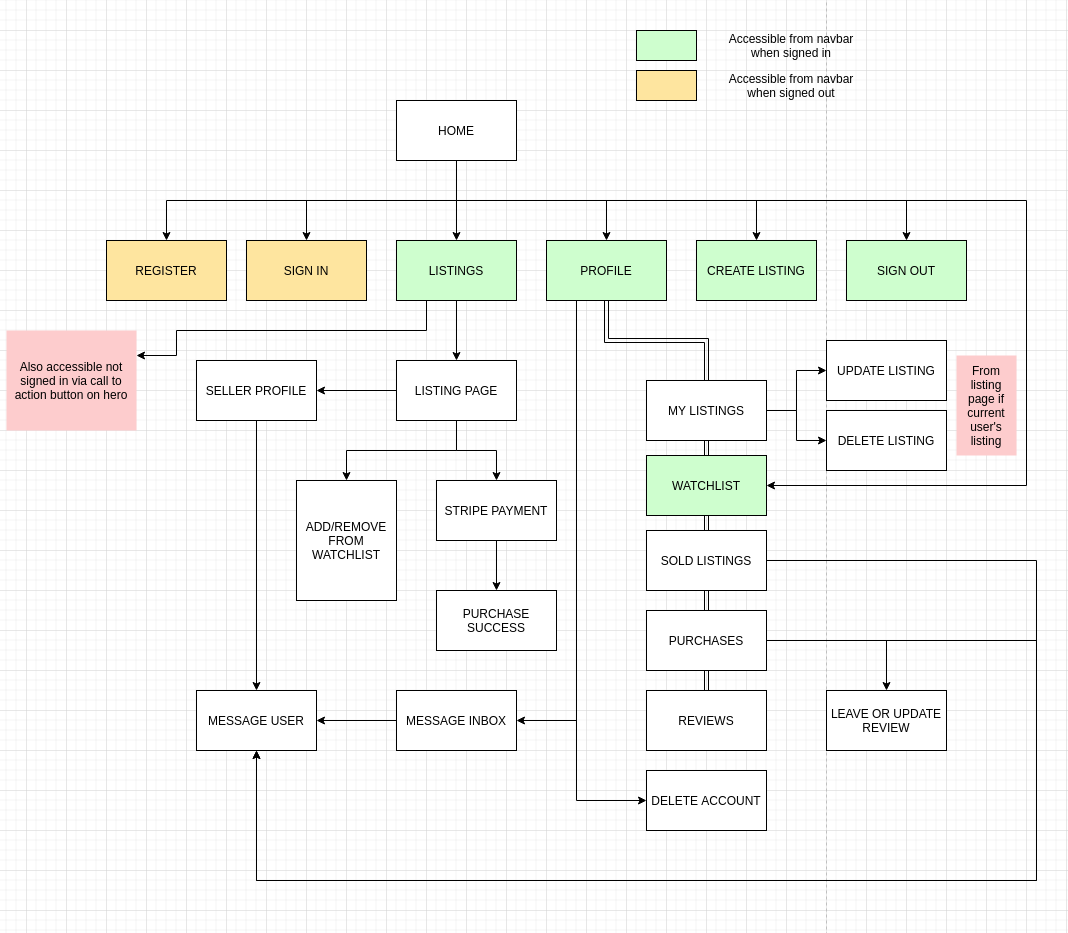 Accessible from navbar
when signed in
Accessible from navbar
when signed out
HOME
REGISTER
SIGN IN
LISTINGS
PROFILE
CREATE LISTING
SIGN OUT
Also accessible not
signed in via call to
action button on hero
SELLER PROFILE
LISTING PAGE
MY LISTINGS
UPDATE LISTING
DELETE LISTING
From
listing
page if
current
user's
listing
WATCHLIST
ADD/REMOVE
FROM
WATCHLIST
STRIPE PAYMENT
SOLD LISTINGS
PURCHASE
SUCCESS
PURCHASES
MESSAGE USER
MESSAGE INBOX
REVIEWS
LEAVE OR UPDATE
REVIEW
DELETE ACCOUNT